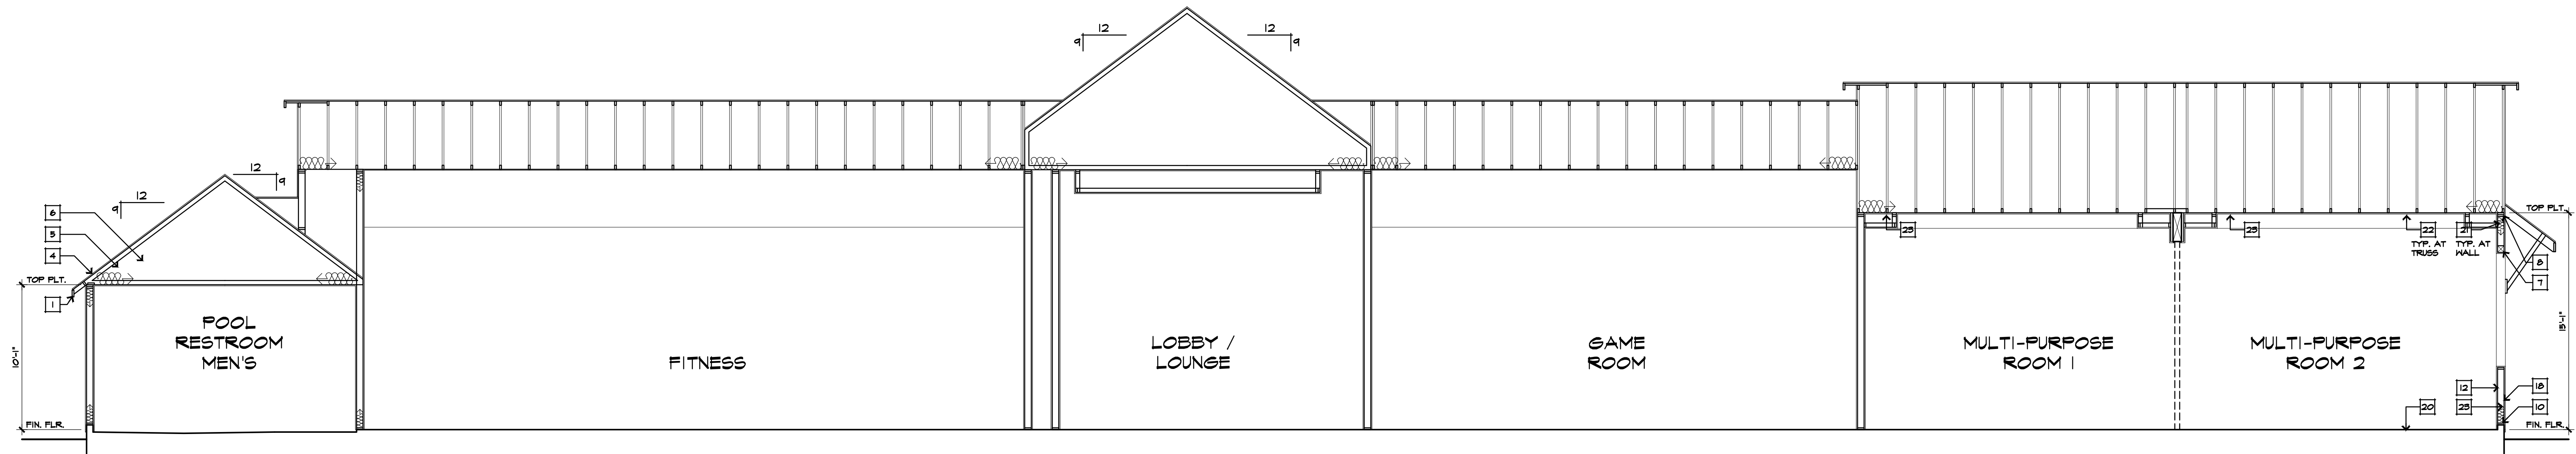 12
9
12
9
12
9
12
9
6
5
4
TOP PLT.
1
10'-1"
FIN. FLR.
POOL
RESTROOM
MEN'S
FITNESS
LOBBY /
LOUNGE
GAME
ROOM
MULTI-PURPOSE
ROOM 1
MULTI-PURPOSE
ROOM 2
23
23
22
TYP. AT
TRUSS
21
TYP. AT
WALL
TOP PLT.
8
7
15'-1"
12
18
20
23
10
FIN. FLR.